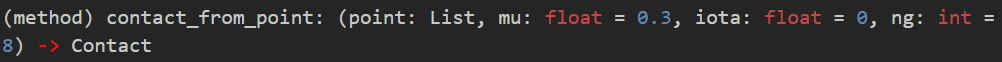 (method) contact_from_point: (point: List, mu: float = 0.3, iota: float = 0, ng: int =
8) -> Contact